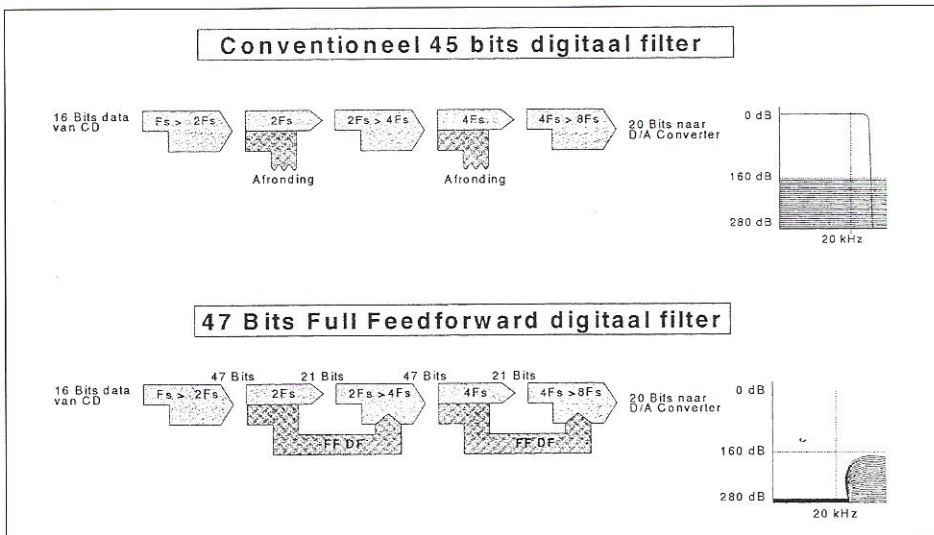 Conventioneel 45 bits digitaal filter
16 Bits data
van CD
Fs > 2Fs
2Fs
2Fs > 4Fs
4Fs
4Fs > 8Fs
20 Bits naar
D/A Converter
Afronding
Afronding
0 dB
160 dB
280 dB
20 kHz
47 Bits Full Feedforward digitaal filter
16 Bits data
van CD
47 Bits
21 Bits
47 Bits
21 Bits
Fs > 2Fs
2Fs
2Fs > 4Fs
4Fs
4Fs > 8Fs
FF DF
FF DF
20 Bits naar
D/A Converter
0 dB
160 dB
280 dB
20 kHz